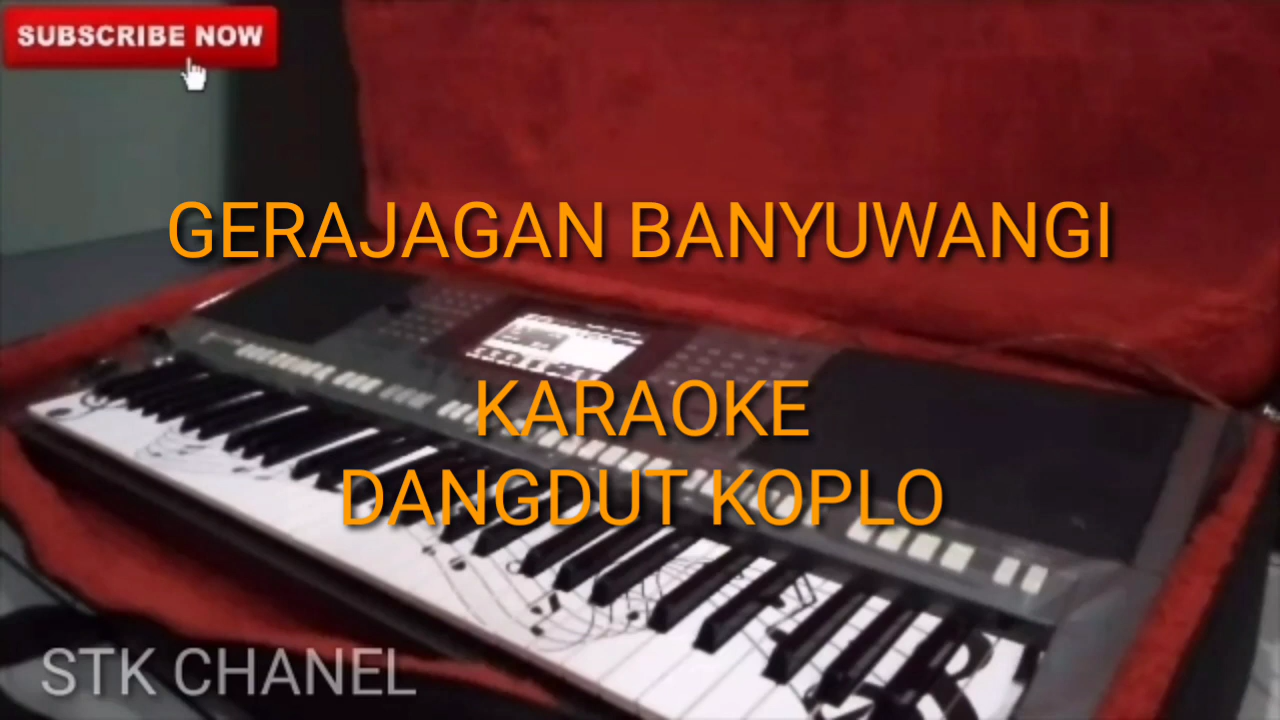 SUBSCRIBE NOW
GERAJAGAN BANYUWANGI
KARAOKE
DANGDUT KOPLO
STK CHANEL